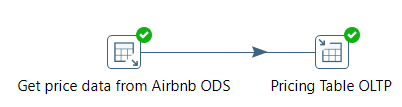 Get price data from Airbnb ODS
Pricing Table OLTP